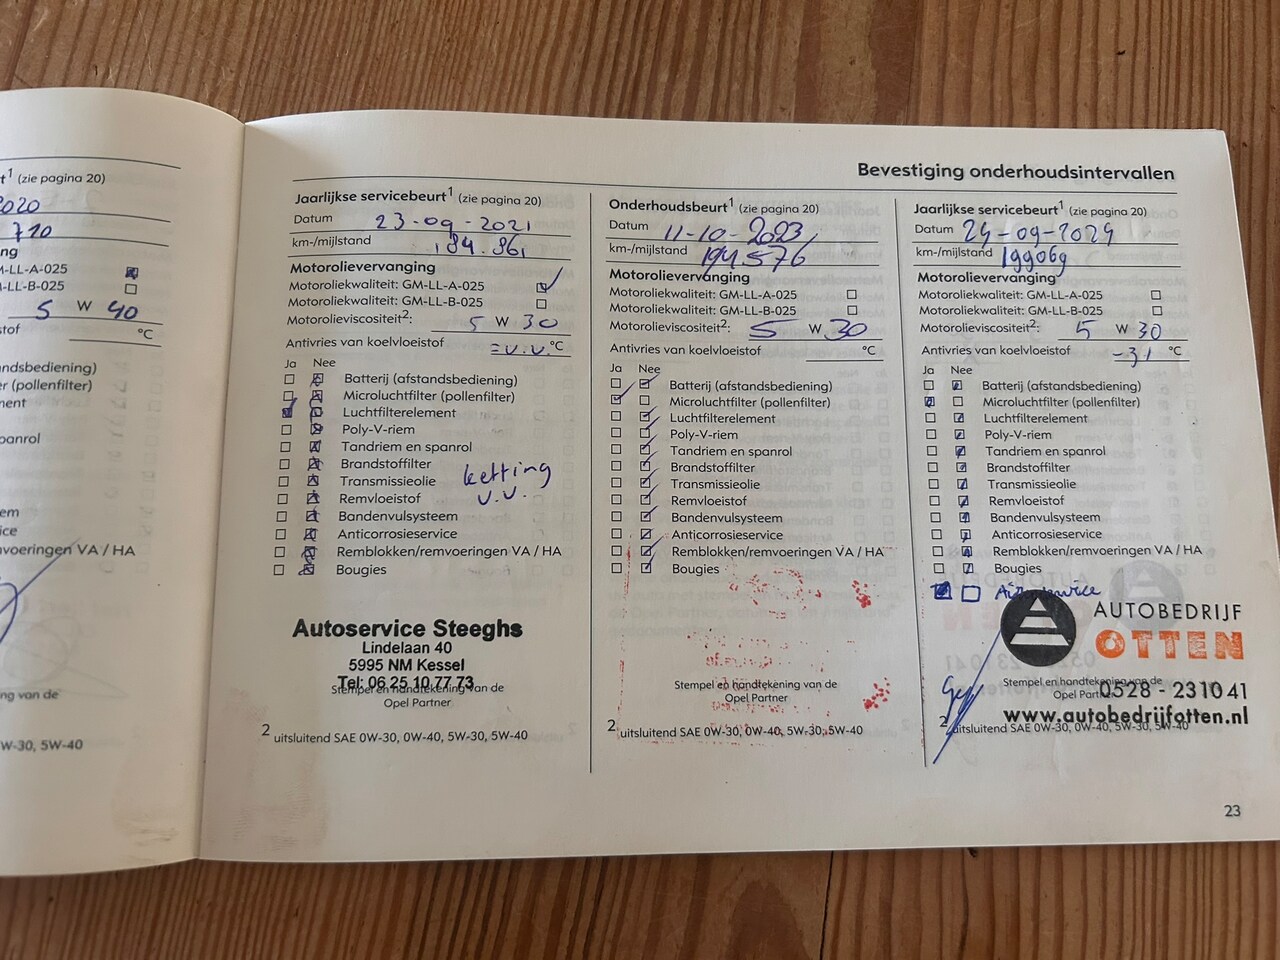 (zie pagina 20)
2020
710
M-LL-A-025
M-LL-B-025
5 W 40
°C
(pollenfilter)
ment
spanrol
em
ice
mvoeringen VA / HA
ng van de
W-30, 5W-40
Bevestiging onderhoudsintervallen
Jaarlijkse servicebeurt1 (zie pagina 20)
Datum 23-09-2021
km-/mijlstand 184.861
Motorolievervanging
Motoroliekwaliteit: GM-LL-A-025
Motoroliekwaliteit: GM-LL-B-025
Motorolieviscositeit2: 5 W 30
Antivries van koelvloeistof = v.v. °C
Ja Nee
Batterij (afstandsbediening)
Microluchtfilter (pollenfilter)
Luchtfilterelement
Poly-V-riem
Tandriem en spanrol
Brandstoffilter
Transmissieolie
Remvloeistof
ketting
v.v.
Bandenvulsysteem
Anticorrosieservice
Remblokken/remvoeringen VA / HA
Bougies
Autoservice Steeghs
Lindelaan 40
5995 NM Kessel
Tel: 06 25 10 77 73
Stempel en handtekening van de
Opel Partner
2 uitsluitend SAE 0W-30, 0W-40, 5W-30, 5W-40
Onderhoudsbeurt1 (zie pagina 20)
Datum 11-10-2023
km-/mijlstand 194.576
Motorolievervanging
Motoroliekwaliteit: GM-LL-A-025
Motoroliekwaliteit: GM-LL-B-025
Motorolieviscositeit2: 5 W 30
Antivries van koelvloeistof °C
Ja Nee
Batterij (afstandsbediening)
Microluchtfilter (pollenfilter)
Luchtfilterelement
Poly-V-riem
Tandriem en spanrol
Brandstoffilter
Transmissieolie
Remvloeistof
Bandenvulsysteem
Anticorrosieservice
Remblokken/remvoeringen VA / HA
Bougies
Stempel en handtekening van de
Opel Partner
2 uitsluitend SAE 0W-30, 0W-40, 5W-30, 5W-40
Jaarlijkse servicebeurt1 (zie pagina 20)
Datum 24-09-2024
km-/mijlstand 199069
Motorolievervanging
Motoroliekwaliteit: GM-LL-A-025
Motoroliekwaliteit: GM-LL-B-025
Motorolieviscositeit2: 5 W 30
Antivries van koelvloeistof -31 °C
Ja Nee
Batterij (afstandsbediening)
Microluchtfilter (pollenfilter)
Luchtfilterelement
Poly-V-riem
Tandriem en spanrol
Brandstoffilter
Transmissieolie
Remvloeistof
Bandenvulsysteem
Anticorrosieservice
Remblokken/remvoeringen VA / HA
Bougies
AUTOBEDRIJF
OTTEN
Stempel en handtekening van de
Opel Partner
0528 - 231041
www.autobedrijfotten.nl
2 uitsluitend SAE 0W-30, 0W-40, 5W-30, 5W-40
23